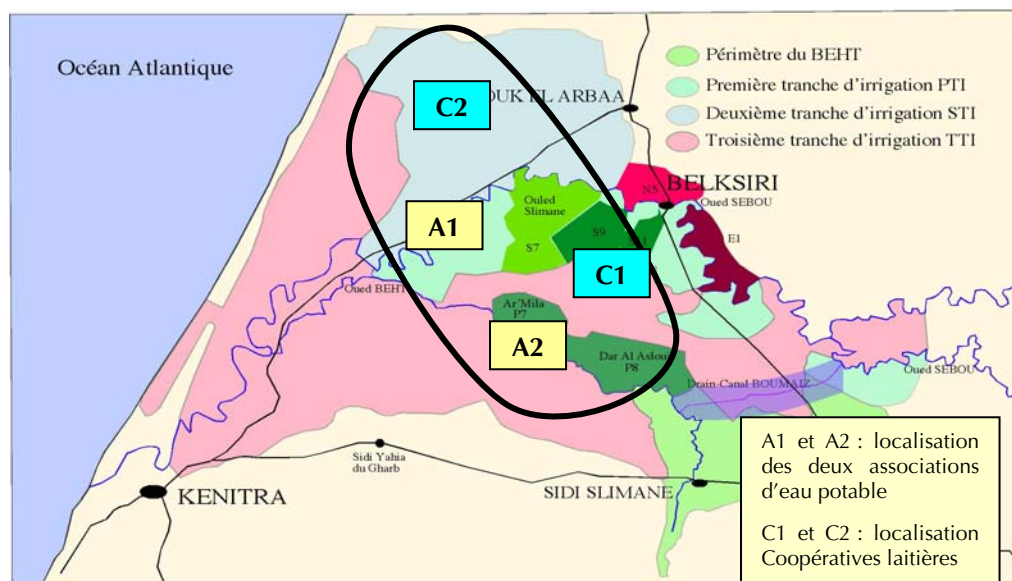 Océan Atlantique
Périmètre du BEHT
Première tranche d'irrigation PTI
Deuxième tranche d'irrigation STI
Troisième tranche d'irrigation TTI
C2
OUK EL ARBAA
BELKSIRI
N5
Oued SEBOU
Ouled
Slimane
A1
S9
E1
S7
C1
Oued BEHT
Ar'Mila
P7
A2
Dar Al Aslouj
P8
Drain Canal BOUMAIZ
Oued SEBOU
Sidi Yahia
du Gharb
KENITRA
SIDI SLIMANE
A1 et A2 : localisation
des deux associations
d'eau potable
C1 et C2 : localisation
Coopératives laitières